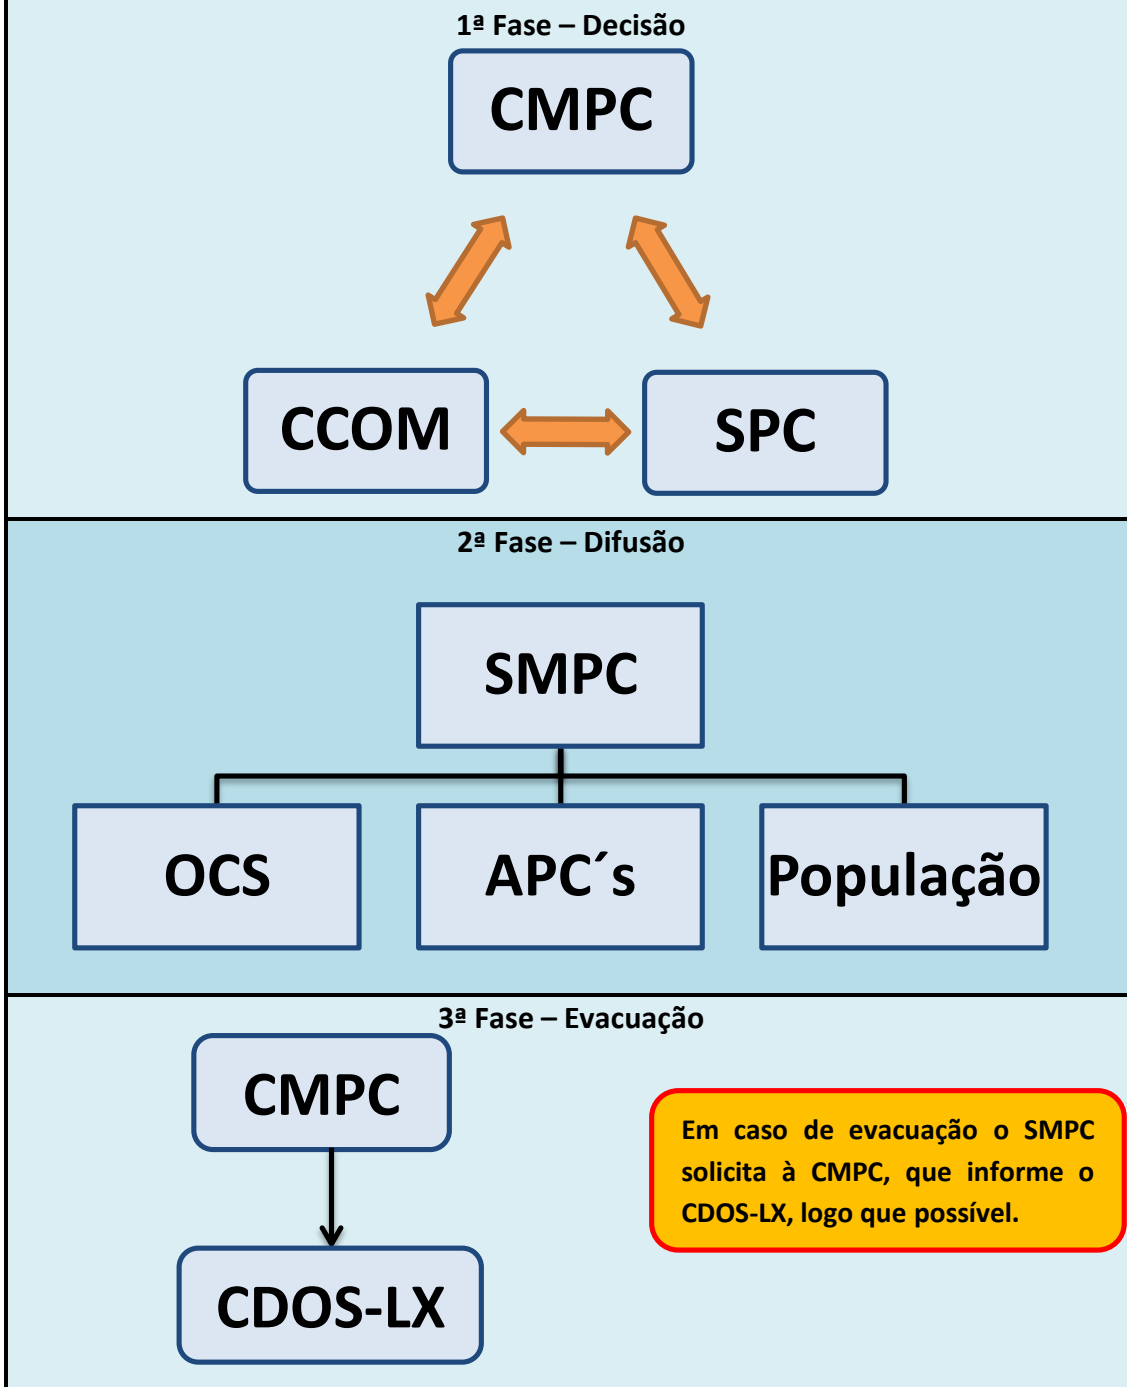 1ª Fase – Decisão
CMPC
CCOM
SPC
2ª Fase – Difusão
SMPC
OCS
APC´s
População
3ª Fase – Evacuação
CMPC
Em caso de evacuação o SMPC
solicita à CMPC, que informe o
CDOS-LX, logo que possível.
CDOS-LX